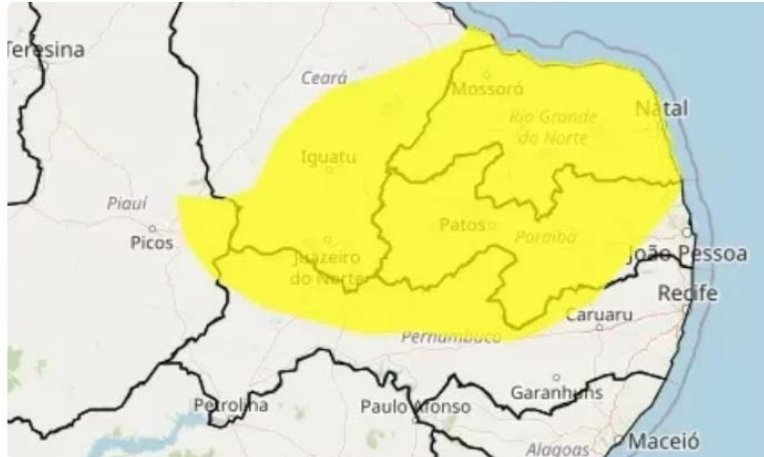 Teresina
Ceará
Mossoró
Rio Grande
do Norte
Natal
Iguatu
Piauí
Picos
Patos
Paraíba
João Pessoa
Juazeiro
do Norte
Recife
Caruaru
Pernambuco
Garanhuns
Petrolina
Paulo Afonso
Maceió
Alagoas